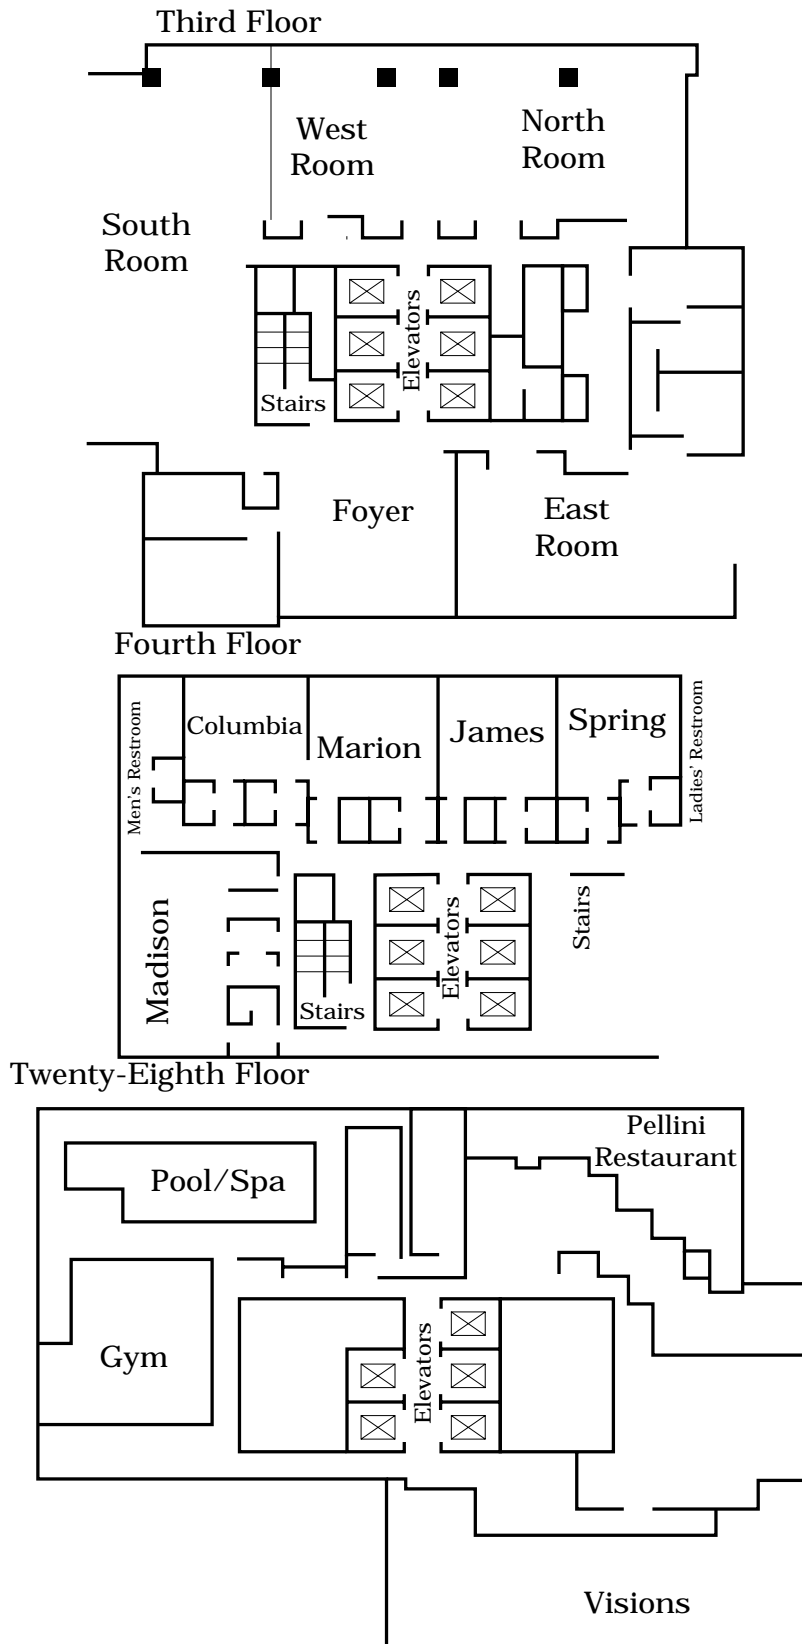 Third Floor
West
Room
North
Room
South
Room
Elevators
Stairs
Foyer
East
Room
Fourth Floor
Men's Restroom
Columbia
Marion
James
Spring
Ladies' Restroom
Madison
Stairs
Elevators
Stairs
Twenty-Eighth Floor
Pellini
Restaurant
Pool/Spa
Gym
Elevators
Visions